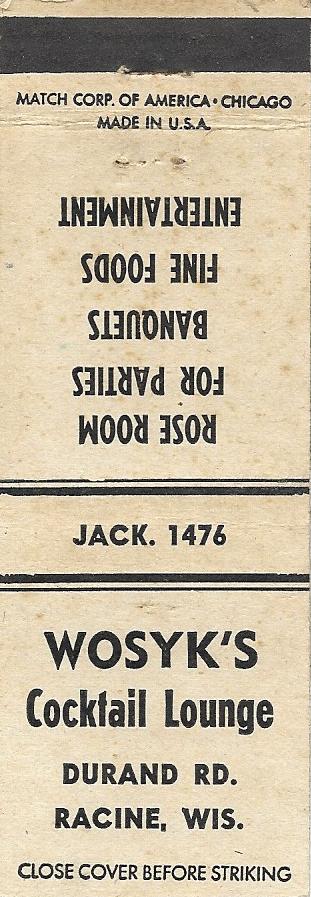 MATCH CORP. OF AMERICA • CHICAGO
MADE IN U.S.A.
ROSE ROOM
FOR PARTIES
BANQUETS
FINE FOODS
ENTERTAINMENT
JACK. 1476
WOSYK'S
Cocktail Lounge
DURAND RD.
RACINE, WIS.
CLOSE COVER BEFORE STRIKING